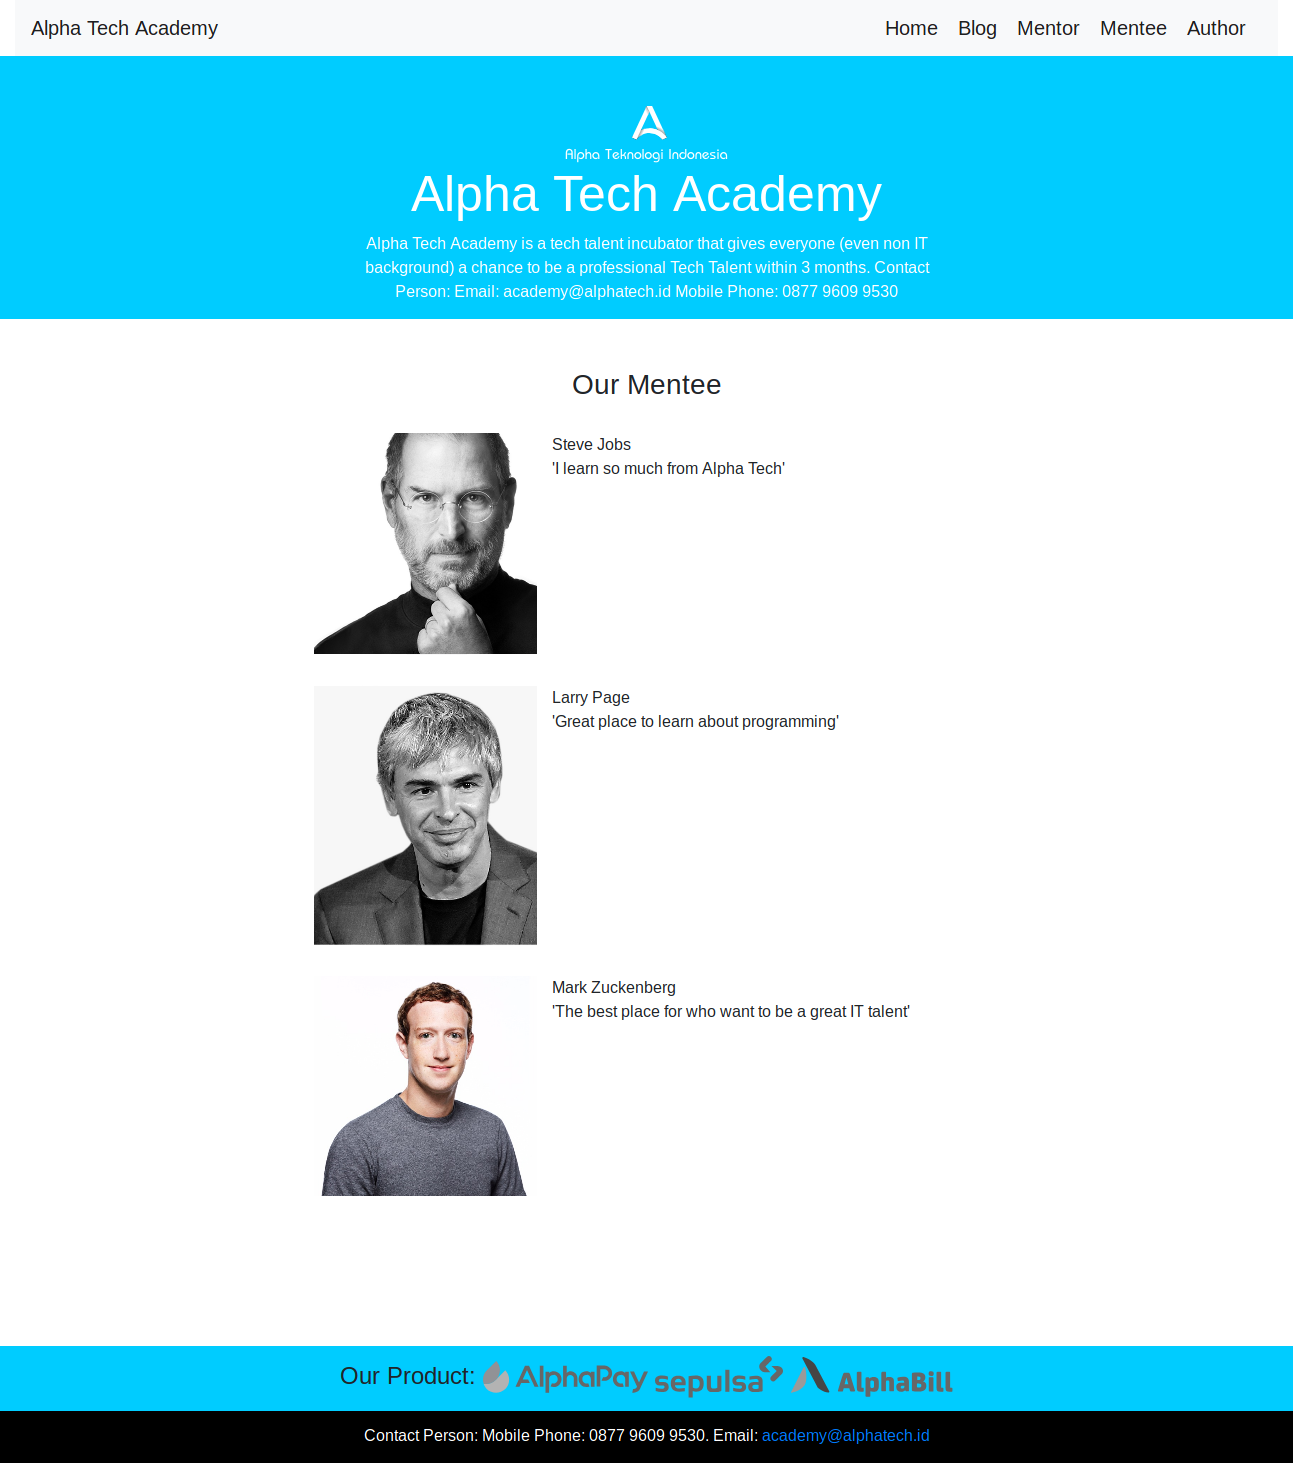 Alpha Tech Academy
Home Blog Mentor Mentee Author
Alpha Teknologi Indonesia
Alpha Tech Academy
Alpha Tech Academy is a tech talent incubator that gives everyone (even non IT
background) a chance to be a professional Tech Talent within 3 months. Contact
Person: Email: academy@alphatech.id Mobile Phone: 0877 9609 9530
Our Mentee
Steve Jobs
'I learn so much from Alpha Tech'
Larry Page
'Great place to learn about programming'
Mark Zuckenberg
'The best place for who want to be a great IT talent'
Our Product: AlphaPay sepulsa AlphaBill
Contact Person: Mobile Phone: 0877 9609 9530. Email: academy@alphatech.id